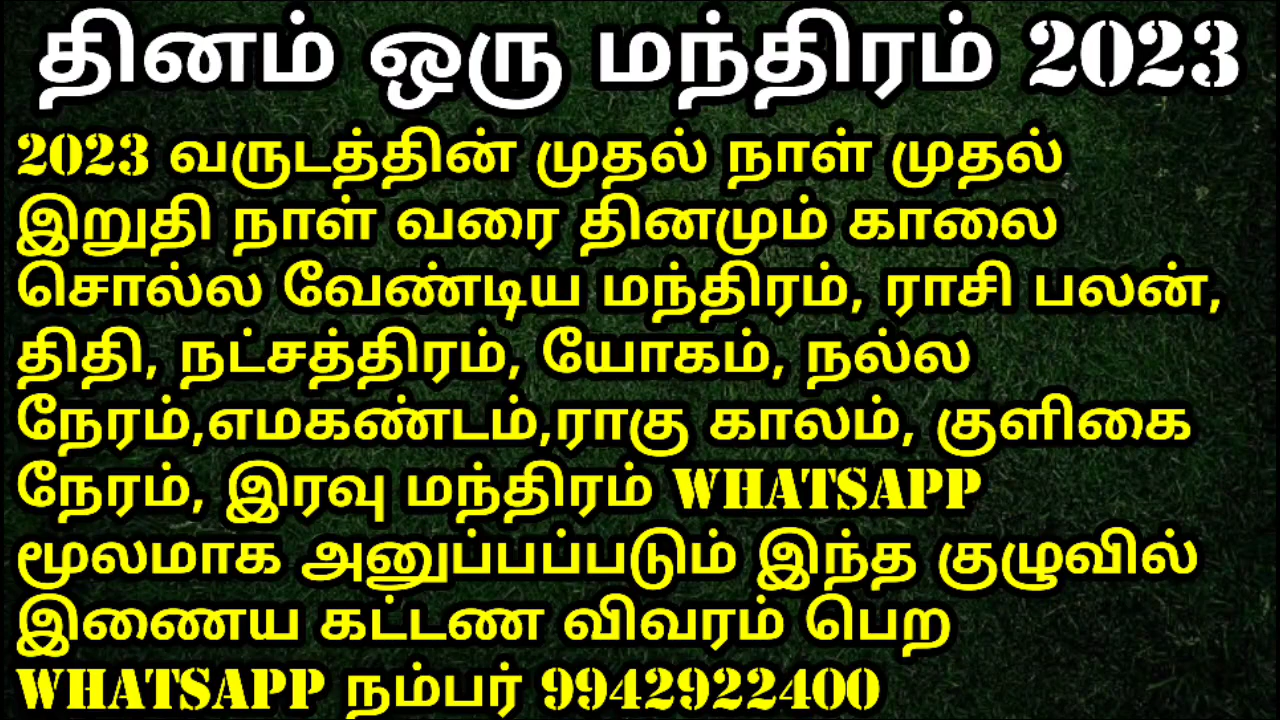 தினம் ஒரு மந்திரம் 2023
2023 வருடத்தின் முதல் நாள் முதல்
இறுதி நாள் வரை தினமும் காலை
சொல்ல வேண்டிய மந்திரம், ராசி பலன்,
திதி, நட்சத்திரம், யோகம், நல்ல
நேரம்,எமகண்டம்,ராகு காலம், குளிகை
நேரம், இரவு மந்திரம் WHATSAPP
மூலமாக அனுப்பப்படும் இந்த குழுவில்
இணைய கட்டண விவரம் பெற
WHATSAPP நம்பர் 9942922400